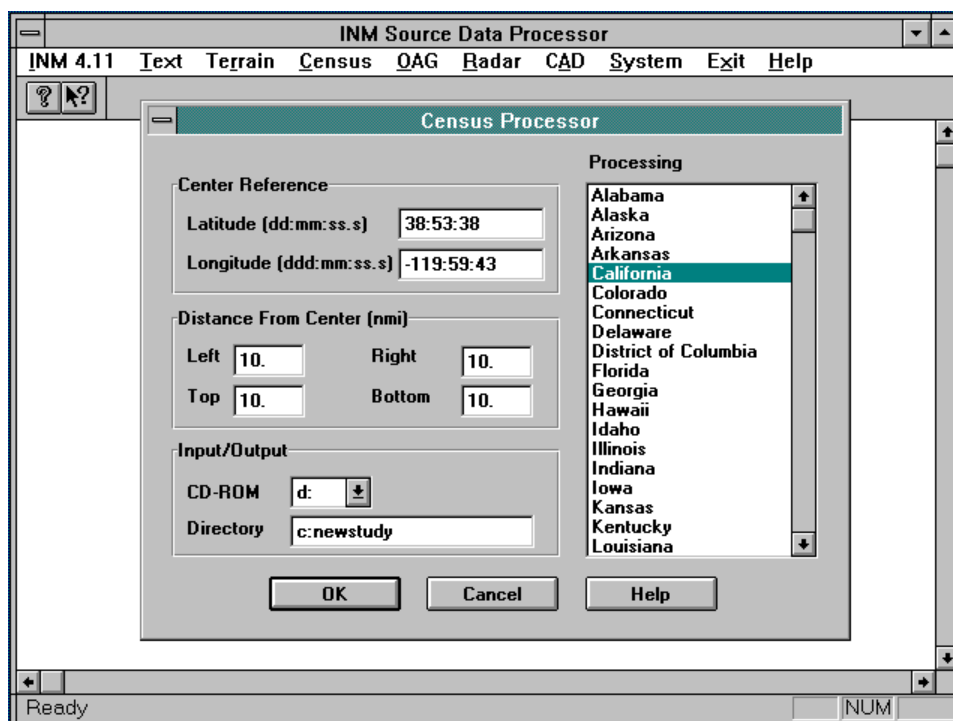 INM Source Data Processor
INM 4.11 Text Terrain Census OAG Radar CAD System Exit Help
? ?
Census Processor
Center Reference
Latitude (dd:mm:ss.s) 38:53:38
Longitude (ddd:mm:ss.s) -119:59:43
Distance From Center (nmi)
Left 10. Right 10.
Top 10. Bottom 10.
Input/Output
CD-ROM d:
Directory c:newstudy
Processing
Alabama
Alaska
Arizona
Arkansas
California
Colorado
Connecticut
Delaware
District of Columbia
Florida
Georgia
Hawaii
Idaho
Illinois
Indiana
Iowa
Kansas
Kentucky
Louisiana
OK Cancel Help
Ready NUM